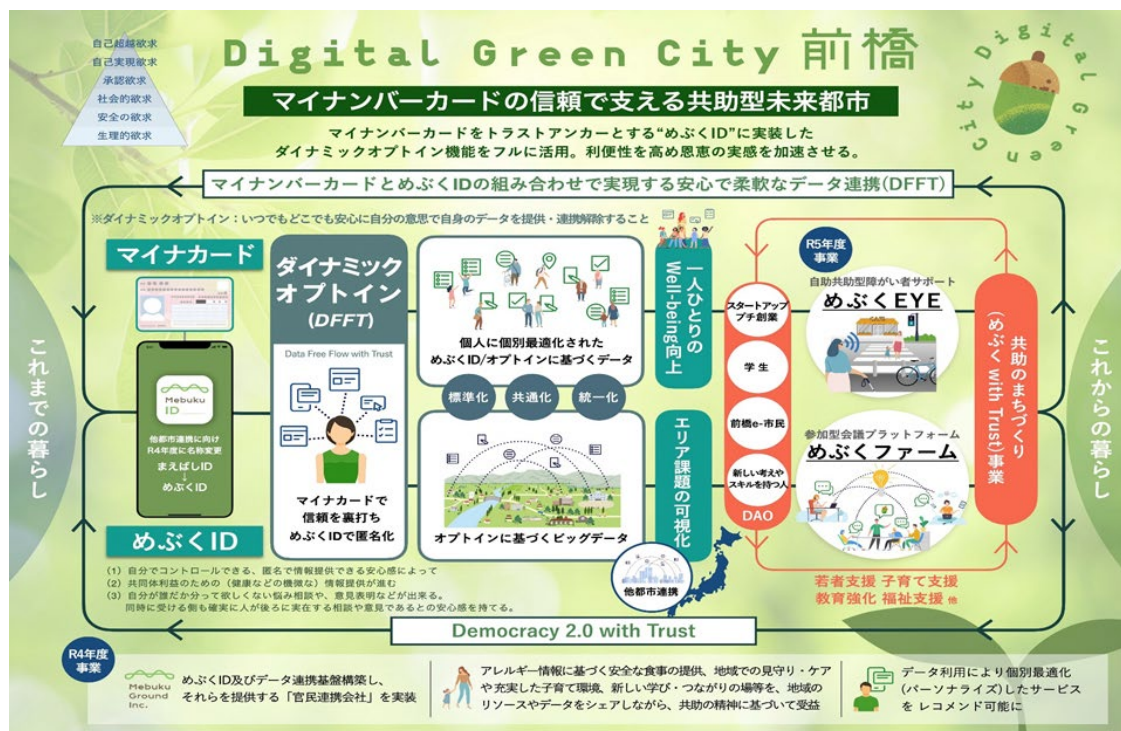 自己超越欲求
自己実現欲求
承認欲求
社会的欲求
安全の欲求
生理的欲求
Digital Green City 前橋
Digital Green City
マイナンバーカードの信頼で支える共助型未来都市
マイナンバーカードをトラストアンカーとする“めぶくID”に実装した
ダイナミックオプトイン機能をフルに活用。利便性を高め恩恵の実感を加速させる。
マイナンバーカードとめぶくIDの組み合わせで実現する安心で柔軟なデータ連携(DFFT)
※ダイナミックオプトイン：いつでもどこでも安心に自分の意思で自身のデータを提供・連携解除すること
これまでの暮らし
マイナカード
Mebuku
ID
他都市連携に向け
R4年度に名称変更
まえばしID
↓
めぶくID
めぶくID
ダイナミック
オプトイン
(DFFT)
Data Free Flow with Trust
マイナカードで
信頼を裏打ち
めぶくIDで匿名化
個人に個別最適化された
めぶくID/オプトインに基づくデータ
標準化
共通化
統一化
オプトインに基づくビッグデータ
一人ひとりの
Well-being向上
エリア課題の可視化
他都市連携
スタートアップ
プチ創業
学生
前橋e-市民
新しい考えや
スキルを持つ人
DAO
R5年度
事業
自助共助型障がい者サポート
めぶくEYE
参加型会議プラットフォーム
めぶくファーム
共助のまちづくり
(めぶく with Trust)事業
若者支援 子育て支援
教育強化 福祉支援 他
これからの暮らし
(1) 自分でコントロールできる、匿名で情報提供できる安心感によって
(2) 共同体利益のための（健康などの機微な）情報提供が進む
(3) 自分が誰だか分って欲しくない悩み相談や、意見表明などが出来る。
同時に受ける側も確実に人が後ろに実在する相談や意見であるとの安心感を持てる。
Democracy 2.0 with Trust
R4年度
事業
Mebuku
Ground
Inc.
めぶくID及びデータ連携基盤構築し、
それらを提供する「官民連携会社」を実装
アレルギー情報に基づく安全な食事の提供、地域での見守り・ケア
や充実した子育て環境、新しい学び・つながりの場等を、地域の
リソースやデータをシェアしながら、共助の精神に基づいて受益
データ利用により個別最適化
(パーソナライズ)したサービス
を レコメンド可能に